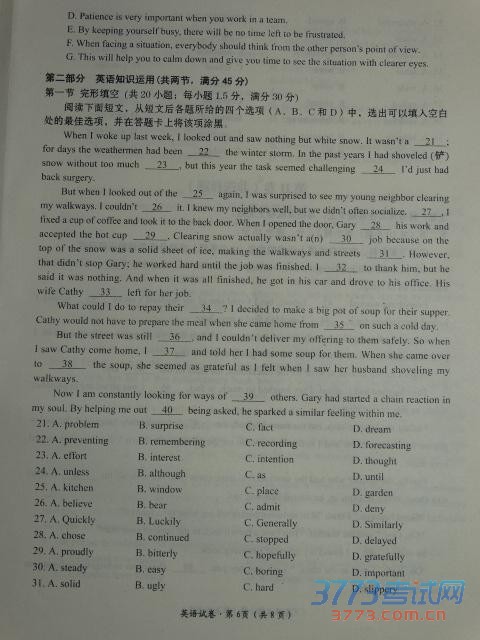 D. Patience is very important when you work in a team.
E. By keeping yourself busy, there will be no time left to be frustrated.
F. When facing a situation, everybody should think from the other person's point of view.
G. This will help you to calm down and give you time to see the situation with clearer eyes.
第二部分 英语知识运用(共两节，满分 45 分)
第一节 完形填空 (共 20 小题；每小题 1.5 分，满分 30 分)
阅读下面短文，从短文后各题所给的四个选项 (A、B、C 和 D) 中，选出可以填入空白
处的最佳选项，并在答题卡上将该项涂黑。
When I woke up last week, I looked out and saw nothing but white snow. It wasn't a 21 ;
for days the weathermen had been 22 the winter storm. In the past years I had shoveled (铲)
snow without too much 23 , but this year the task seemed challenging 24 I'd just had
back surgery.
But when I looked out of the 25 again, I was surprised to see my young neighbor clearing
my walkways. I couldn't 26 it. I knew my neighbors well, but we didn't often socialize. 27 , I
fixed a cup of coffee and took it to the back door. When I opened the door, Gary 28 his work and
accepted the hot cup 29 . Clearing snow actually wasn't a(n) 30 job because on the
top of the snow was a solid sheet of ice, making the walkways and streets 31 . However,
that didn't stop Gary; he worked hard until the job was finished. I 32 to thank him, but he
said it was nothing. And when it was all finished, he got in his car and drove to his office. His
wife Cathy 33 left for her job.
What could I do to repay their 34 ? I decided to make a big pot of soup for their supper.
Cathy would not have to prepare the meal when she came home from 35 on such a cold day.
But the street was still 36 , and I couldn't deliver my offering to them safely. So when
I saw Cathy come home, I 37 and told her I had some soup for them. When she came over
to 38 the soup, she seemed as grateful as I felt when I saw her husband shoveling my
walkways.
Now I am constantly looking for ways of 39 others. Gary had started a chain reaction in
my soul. By helping me out 40 being asked, he sparked a similar feeling within me.
21. A. problem B. surprise C. fact D. dream
22. A. preventing B. remembering C. recording D. forecasting
23. A. effort B. interest C. intention D. thought
24. A. unless B. although C. as D. until
25. A. kitchen B. window C. place D. garden
26. A. believe B. bear C. admit D. deny
27. A. Quickly B. Luckily C. Generally D. Similarly
28. A. chose B. continued C. stopped D. delayed
29. A. proudly B. bitterly C. hopefully D. gratefully
30. A. steady B. easy C. boring D. important
31. A. solid B. ugly C. hard D. slippery
英语试卷·第 6 页 (共 8 页)
3773考试网
3773.com.cn